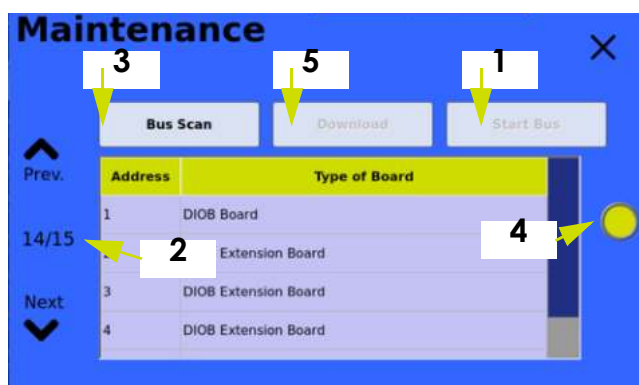 Maintenance
3 5 1
Bus Scan Download Start Bus
Prev.
Address Type of Board
1 DIOB Board
14/15
4
2 Extension Board
Next
3 DIOB Extension Board
4 DIOB Extension Board